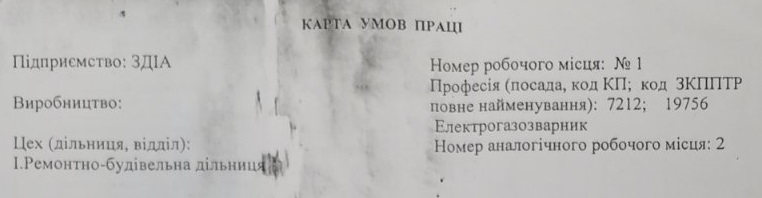 КАРТА УМОВ ПРАЦІ
Підприємство: ЗДІА
Виробництво:
Цех (дільниця, відділ):
І.Ремонтно-будівельна дільниця
Номер робочого місця: № 1
Професія (посада, код КП; код ЗКППТР
повне найменування): 7212; 19756
Електрогазозварник
Номер аналогічного робочого місця: 2